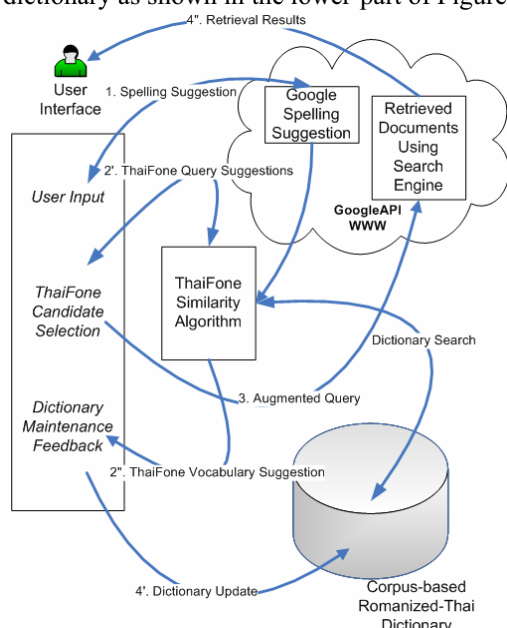 dictionary as shown in the lower part of Figure
4". Retrieval Results
User
Interface
1. Spelling Suggestion
Google
Spelling
Suggestion
Retrieved
Documents
Using
Search
Engine
GoogleAPI
WWW
User Input
2'. ThaiFone Query Suggestions
ThaiFone
Similarity
Algorithm
ThaiFone
Candidate
Selection
Dictionary Search
3. Augmented Query
Dictionary
Maintenance
Feedback
2". ThaiFone Vocabulary Suggestion
4'. Dictionary Update
Corpus-based
Romanized-Thai
Dictionary